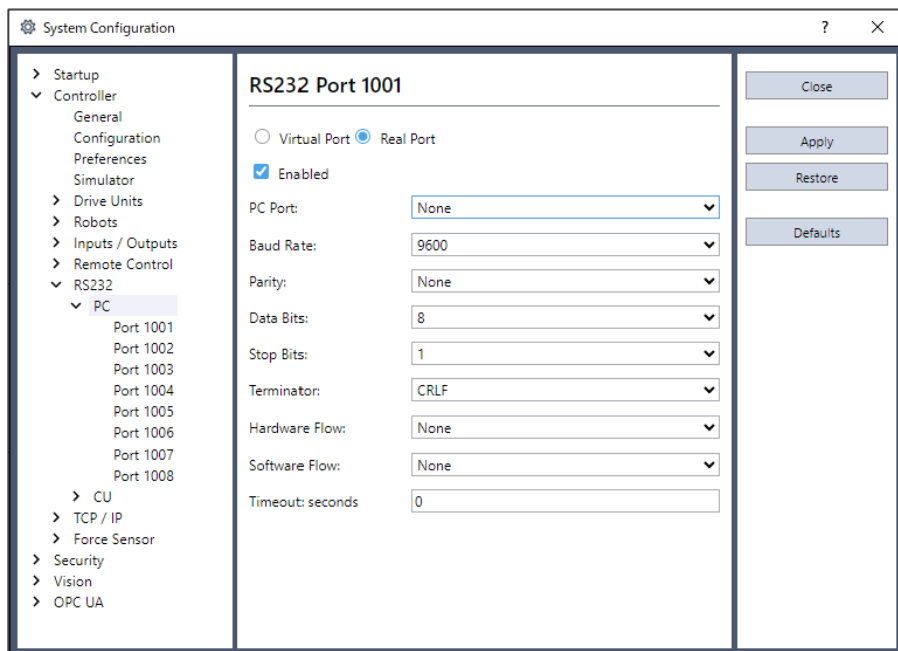 System Configuration
?
Startup
Controller
General
Configuration
Preferences
Simulator
Drive Units
Robots
Inputs / Outputs
Remote Control
RS232
PC
Port 1001
Port 1002
Port 1003
Port 1004
Port 1005
Port 1006
Port 1007
Port 1008
CU
TCP / IP
Force Sensor
Security
Vision
OPC UA
RS232 Port 1001
Virtual Port Real Port
Enabled
PC Port: None
Baud Rate: 9600
Parity: None
Data Bits: 8
Stop Bits: 1
Terminator: CRLF
Hardware Flow: None
Software Flow: None
Timeout: seconds 0
Close
Apply
Restore
Defaults